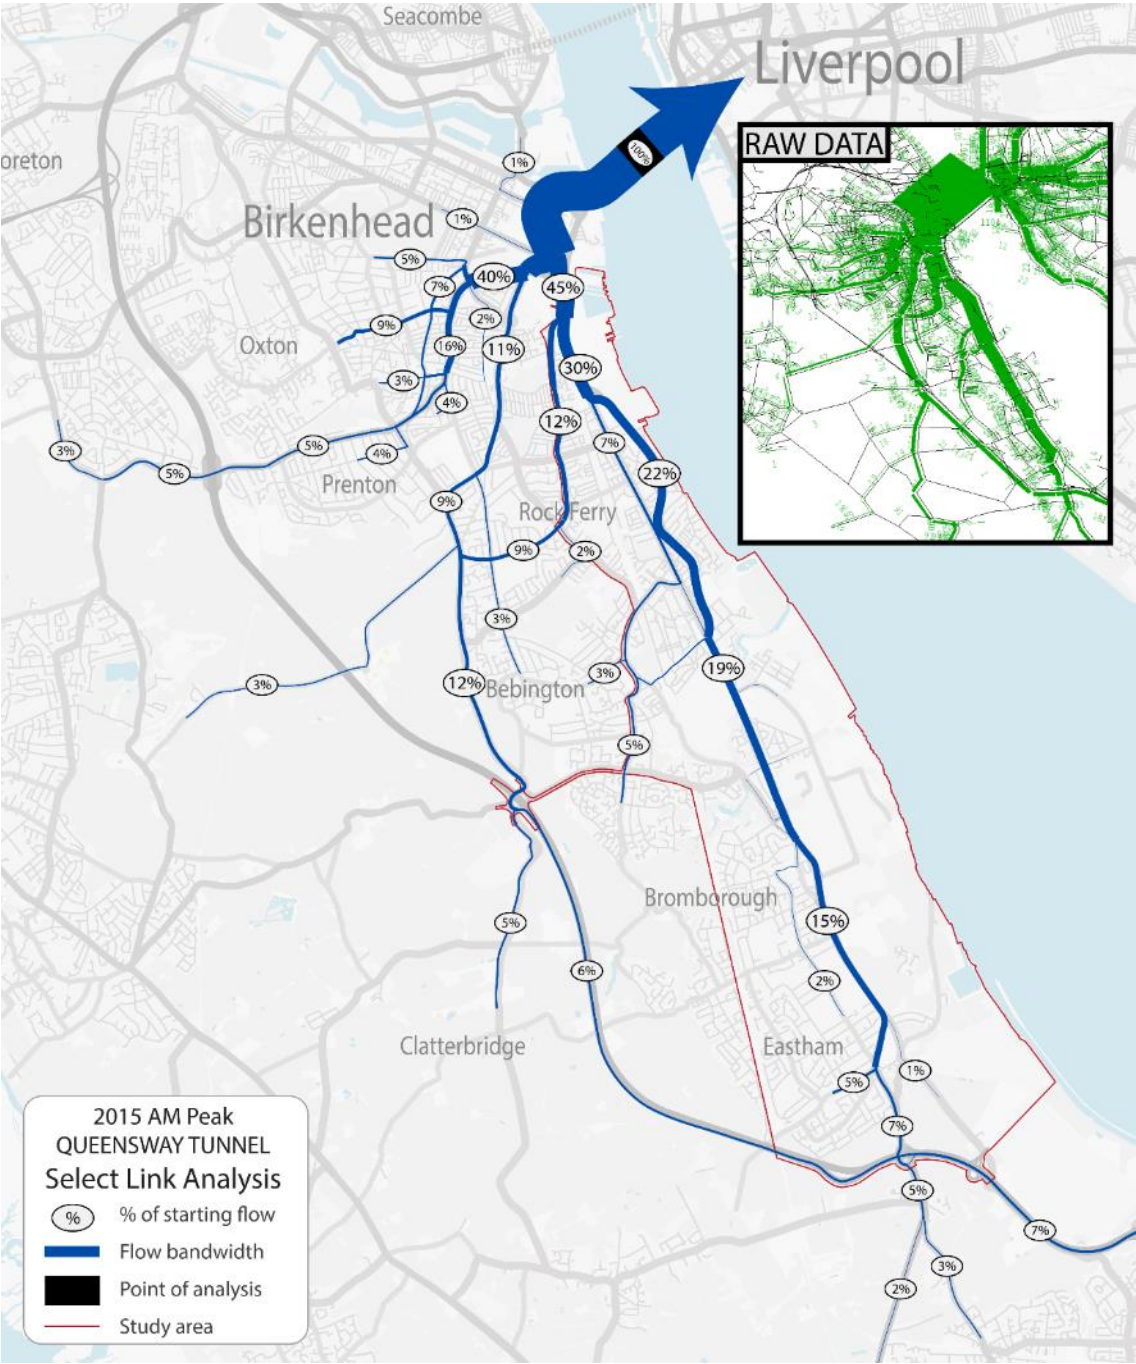 Seacombe
Liverpool
oreton
100%
RAW DATA
1%
Birkenhead
1%
5%
40%
7%
45%
2%
9%
Oxton
16%
11%
30%
3%
4%
12%
7%
3%
5%
5%
4%
22%
Prenton
9%
Rock Ferry
9%
2%
3%
12%
Bebington
3%
19%
3%
5%
Bromborough
5%
15%
6%
2%
Clatterbridge
Eastham
5%
1%
7%
5%
7%
3%
2%
2015 AM Peak
QUEENSWAY TUNNEL
Select Link Analysis
% % of starting flow
Flow bandwidth
Point of analysis
Study area